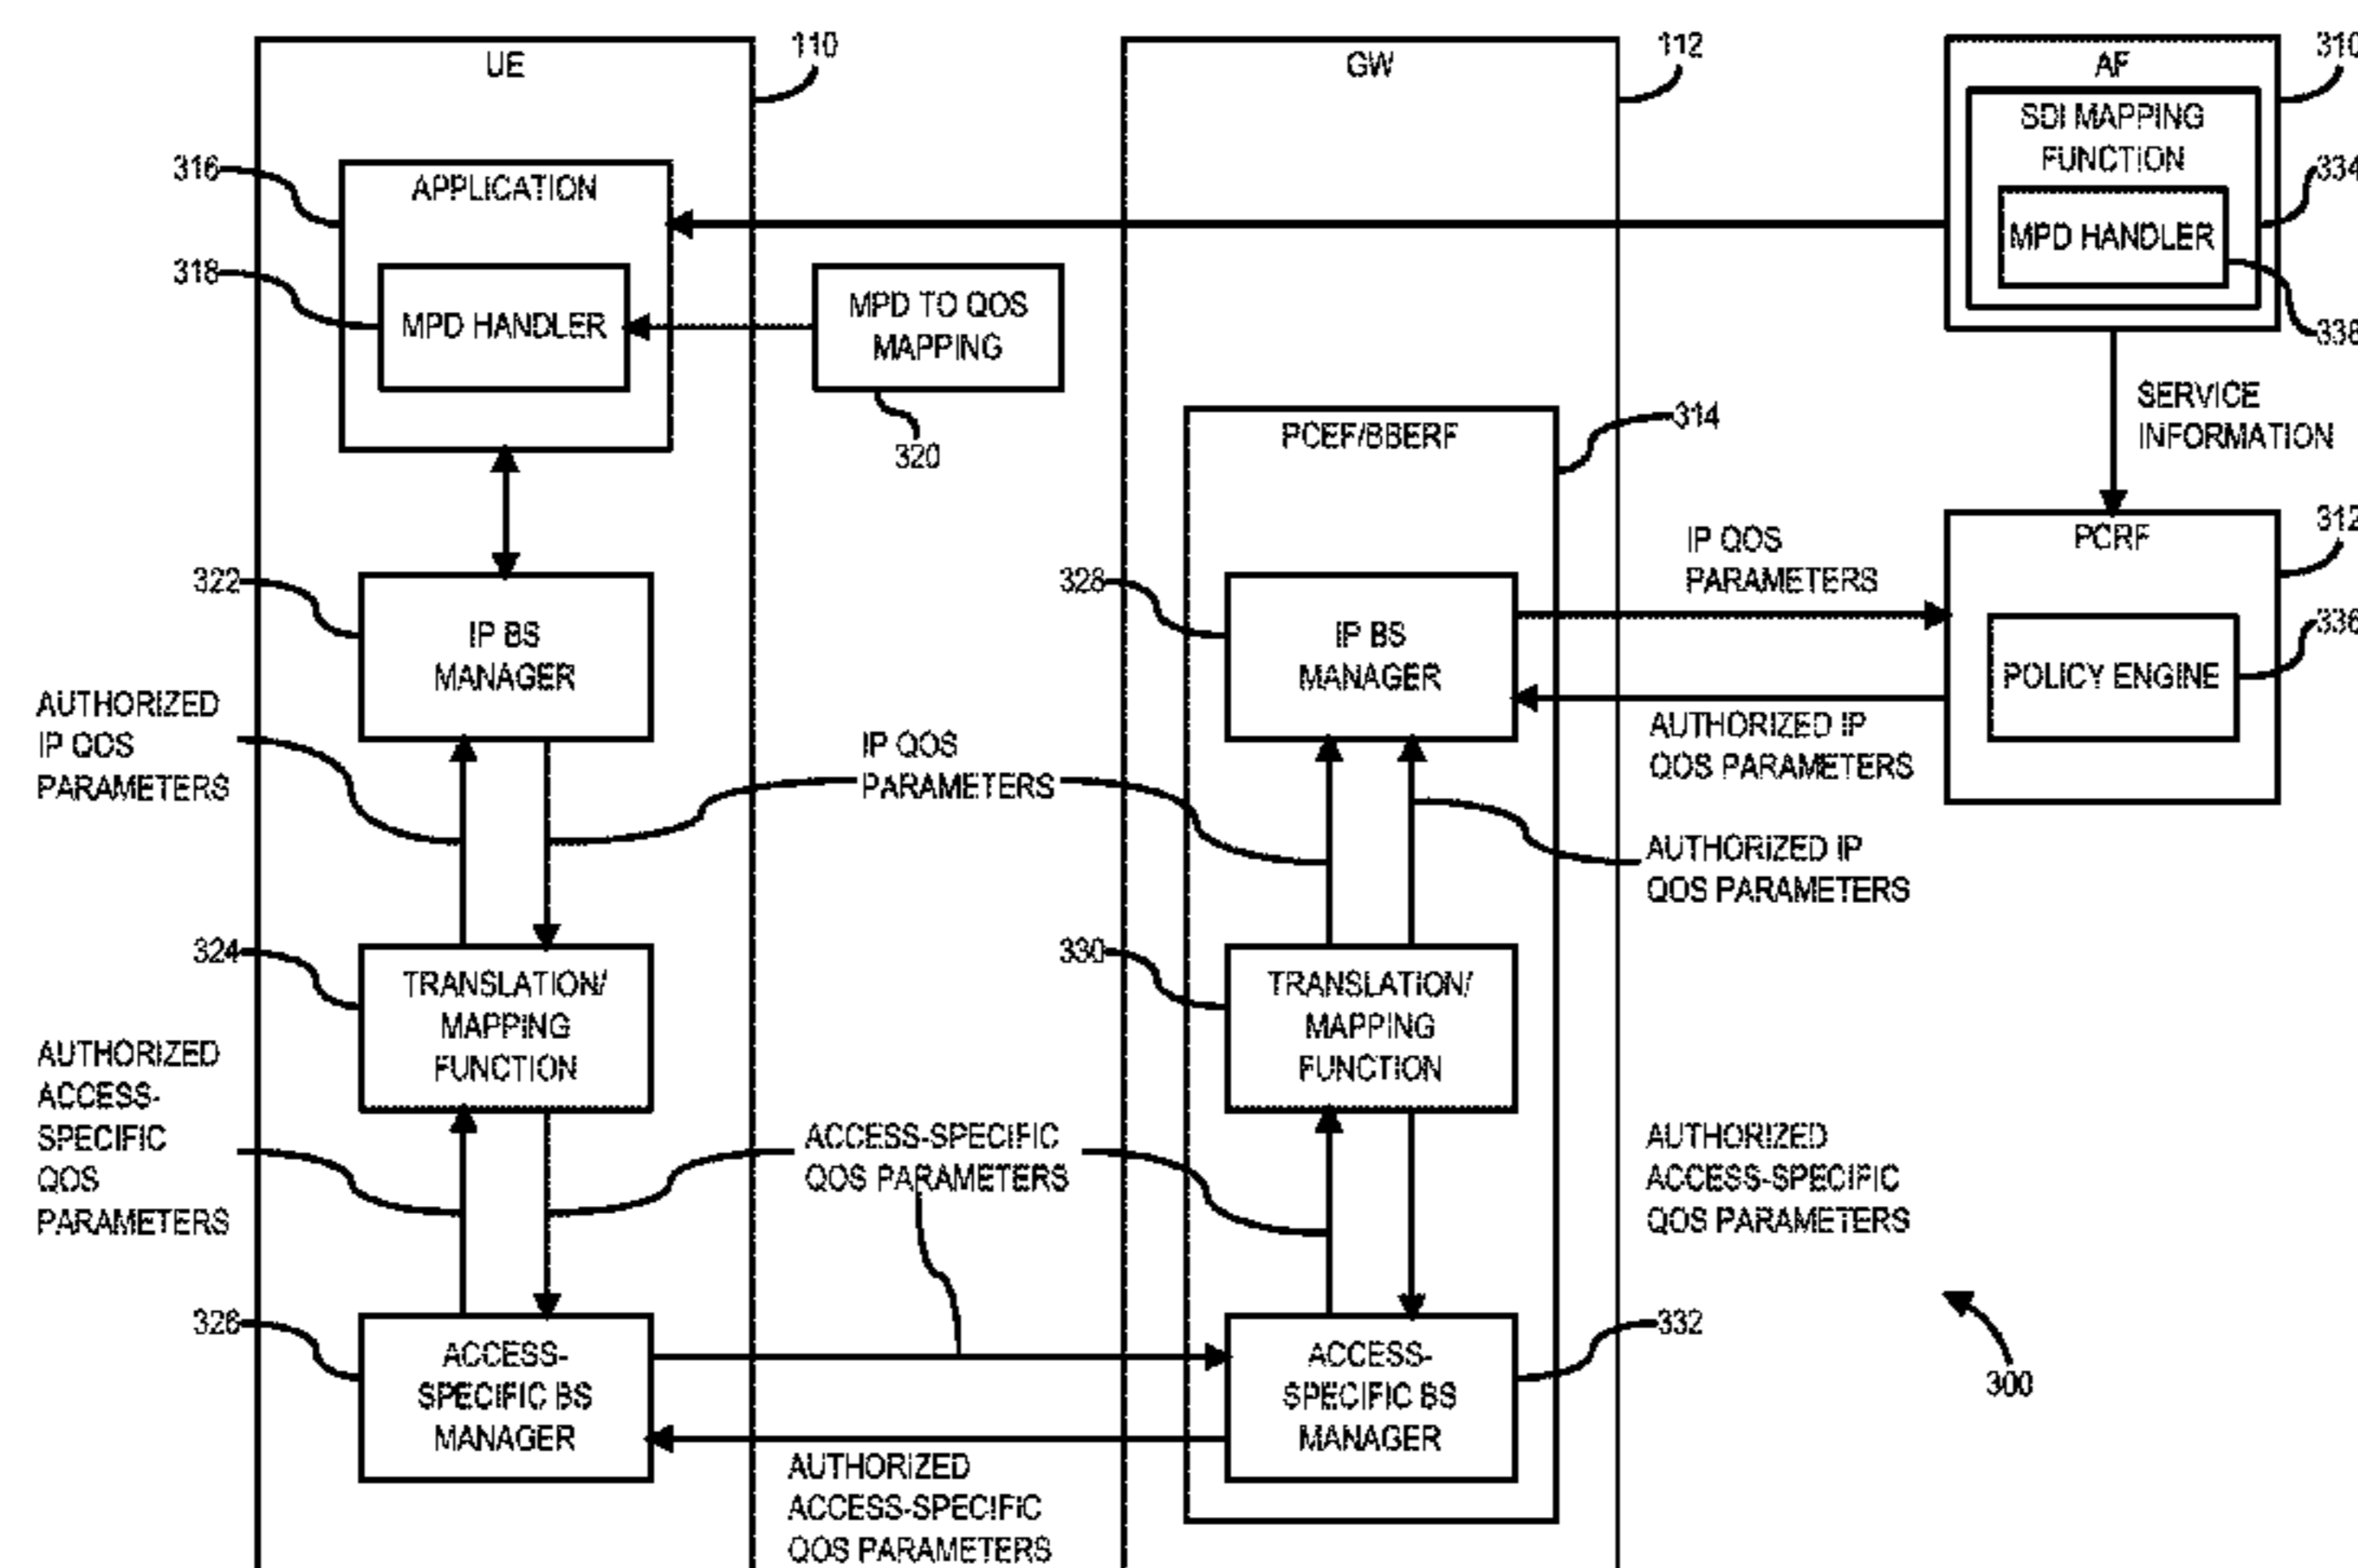 UE
110
GW
112
AF
310
SDI MAPPING
FUNCTION
334
MPD HANDLER
338
316
APPLICATION
318
MPD HANDLER
MPD TO QOS
MAPPING
320
SERVICE
INFORMATION
PCEF/BBERF
314
PCRF
312
POLICY ENGINE
336
IP QOS
PARAMETERS
322
IP BS
MANAGER
328
IP BS
MANAGER
AUTHORIZED IP
QOS PARAMETERS
AUTHORIZED
IP QOS
PARAMETERS
IP QOS
PARAMETERS
AUTHORIZED IP
QOS PARAMETERS
324
TRANSLATION/
MAPPING
FUNCTION
330
TRANSLATION/
MAPPING
FUNCTION
AUTHORIZED
ACCESS-
SPECIFIC
QOS
PARAMETERS
ACCESS-SPECIFIC
QOS PARAMETERS
AUTHORIZED
ACCESS-SPECIFIC
QOS PARAMETERS
326
ACCESS-
SPECIFIC BS
MANAGER
ACCESS-
SPECIFIC BS
MANAGER
332
300
AUTHORIZED
ACCESS-SPECIFIC
QOS PARAMETERS